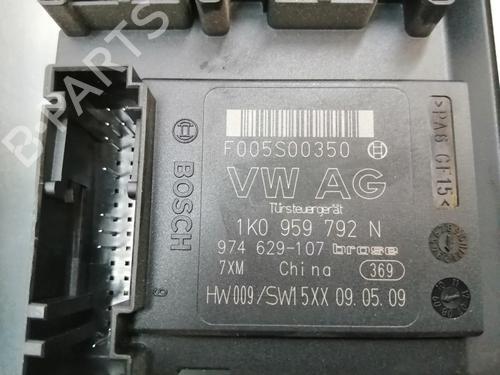 B-PARTS
F005S00350
VW AG
Türsteuergerät
1K0 959 792 N
974 629-107 brose
7XM China 369
HW009/SW15XX 09.05.09
BOSCH
>PA6 GF15<
9